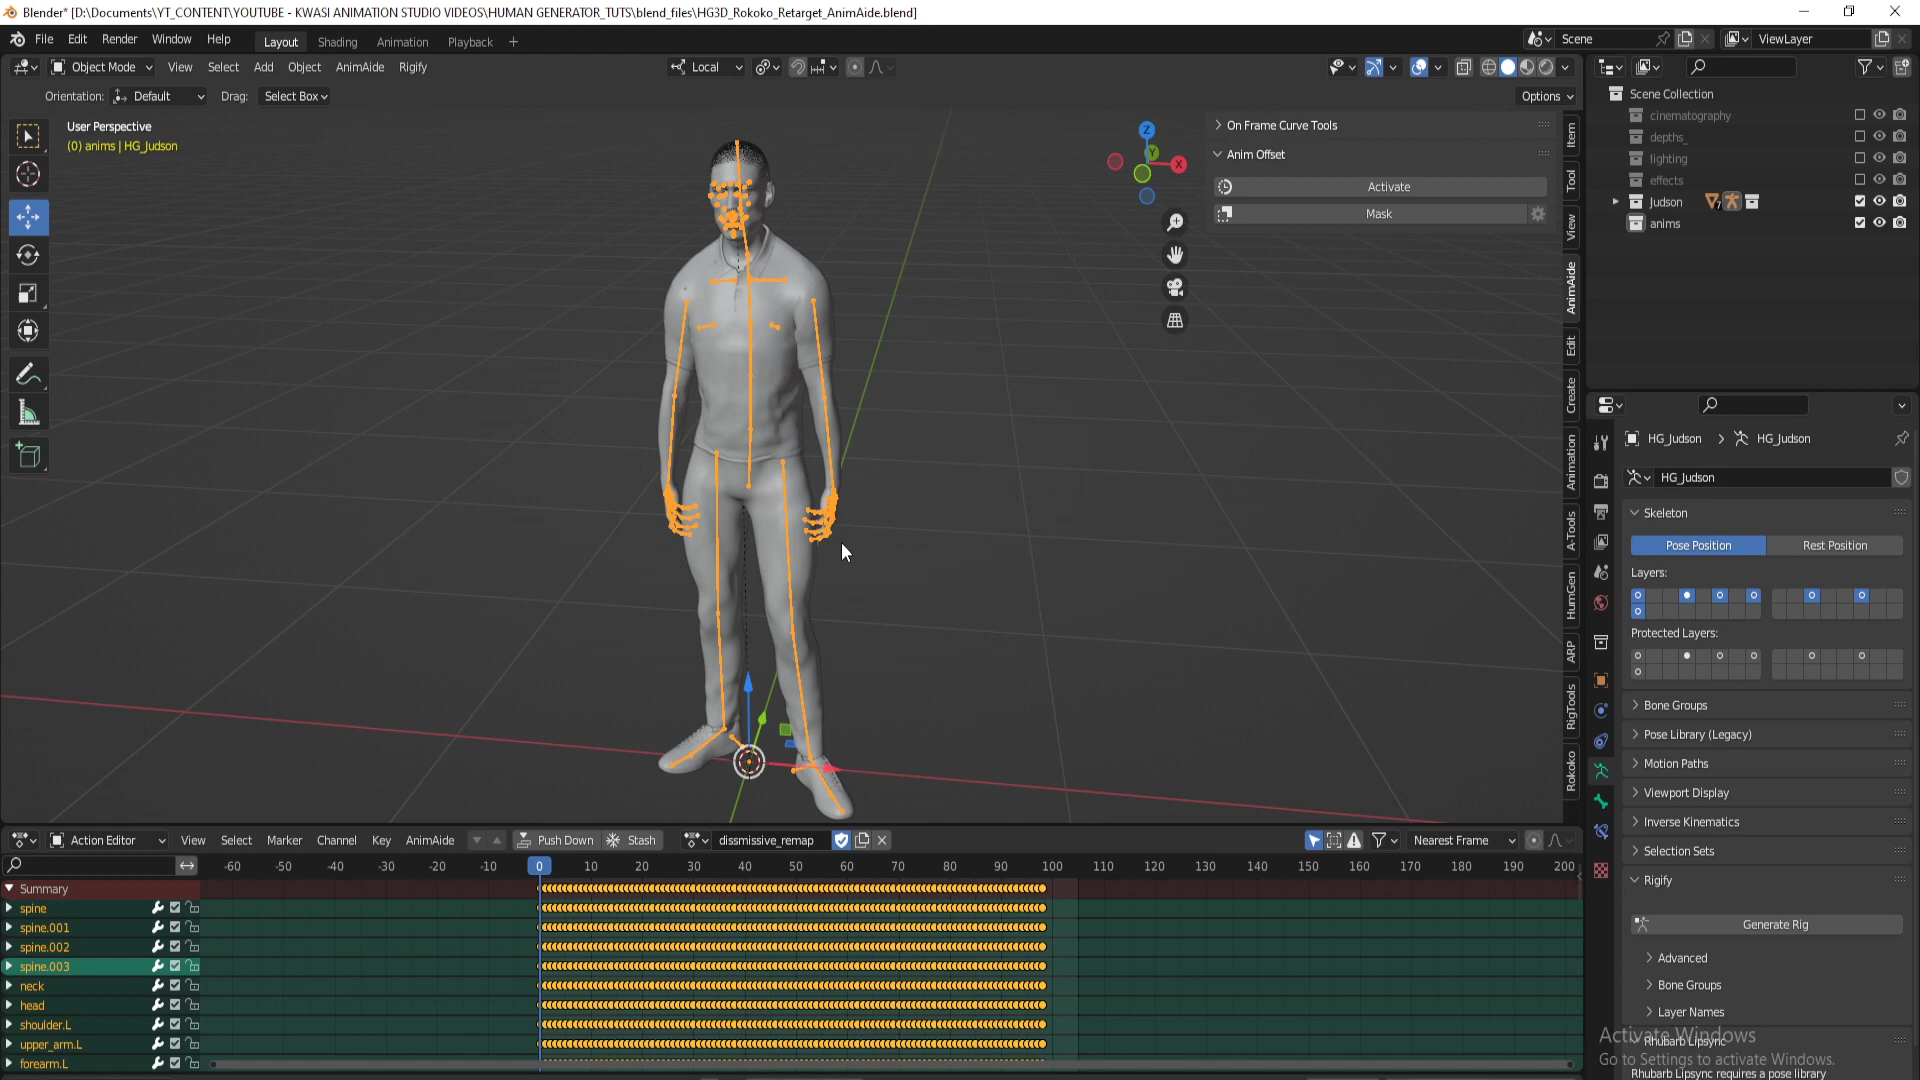 Blender* [D:\Documents\YT_CONTENT\YOUTUBE - KWASI ANIMATION STUDIO VIDEOS\HUMAN GENERATOR_TUTS\blend_files\HG3D_Rokoko_Retarget_AnimAide.blend]
File Edit Render Window Help Layout Shading Animation Playback + Scene ViewLayer
Object Mode View Select Add Object AnimAide Rigify Local
Orientation: Default Drag: Select Box Options
User Perspective
(0) anims | HG_Judson
On Frame Curve Tools
Anim Offset
Activate
Mask
X
Y
Z
Item
Tool
View
AnimAide
Edit
Create
Animation
A-Tools
HumGen
ARP
RigTools
Rokoko
Scene Collection
cinematography
depths_
lighting
effects
Judson 7
anims
HG_Judson > HG_Judson
HG_Judson
Skeleton
Pose Position Rest Position
Layers:
Protected Layers:
Bone Groups
Pose Library (Legacy)
Motion Paths
Viewport Display
Inverse Kinematics
Selection Sets
Rigify
Generate Rig
Advanced
Bone Groups
Layer Names
Rhubarb Lipsync
Rhubarb Lipsync requires a pose library
Activate Windows
Go to Settings to activate Windows.
Action Editor View Select Marker Channel Key AnimAide Push Down Stash dissmissive_remap Nearest Frame
-60 -50 -40 -30 -20 -10 0 10 20 30 40 50 60 70 80 90 100 110 120 130 140 150 160 170 180 190 200
Summary
spine
spine.001
spine.002
spine.003
neck
head
shoulder.L
upper_arm.L
forearm.L